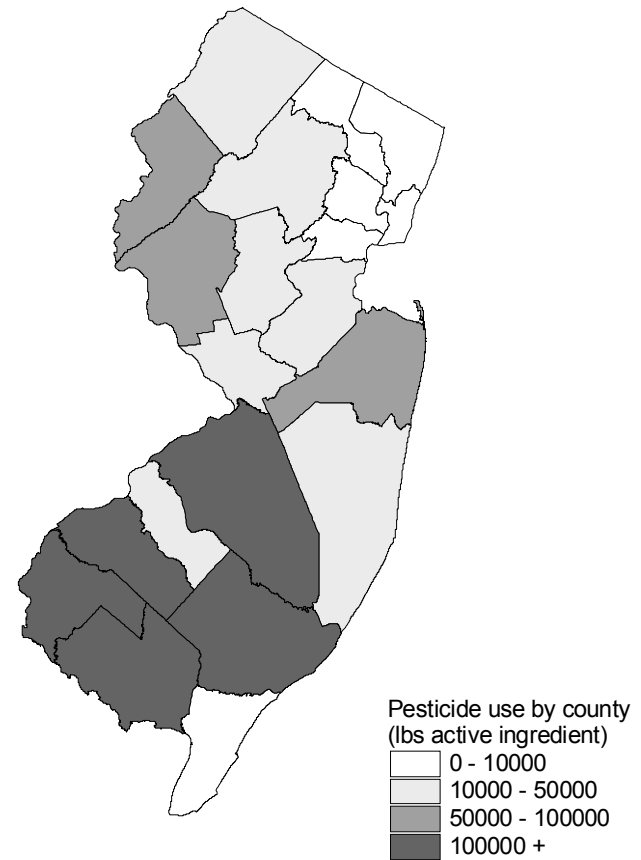 Pesticide use by county
(lbs active ingredient)
0 - 10000
10000 - 50000
50000 - 100000
100000 +